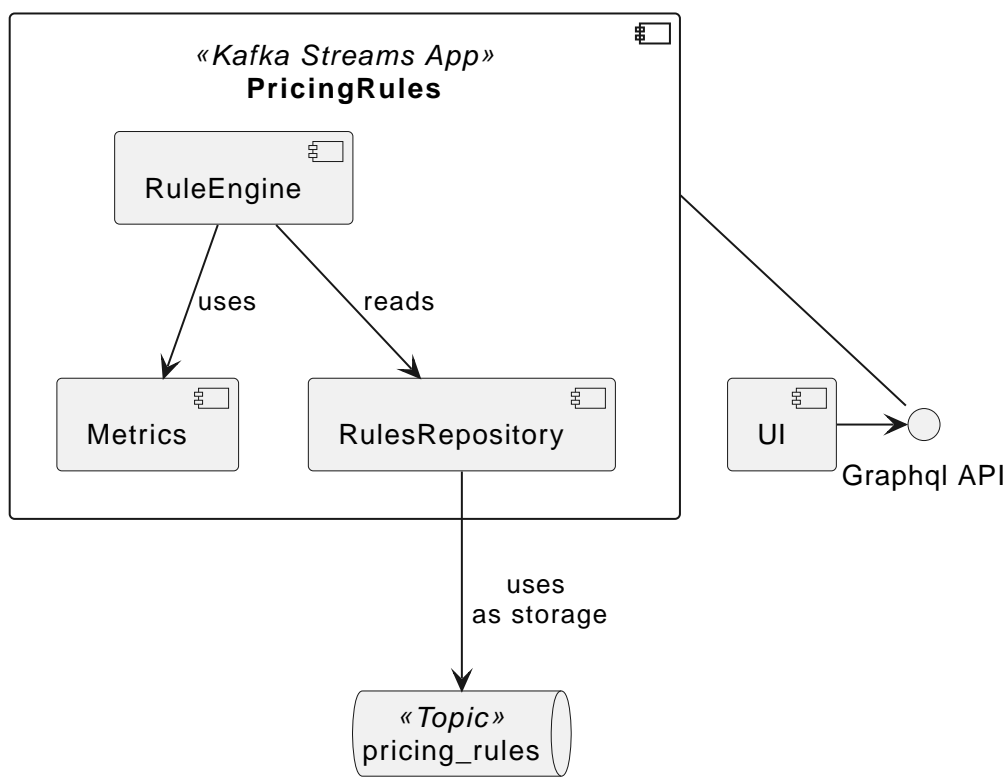 «Kafka Streams App»
PricingRules
RuleEngine
uses
reads
Metrics
RulesRepository
UI
Graphql API
uses
as storage
«Topic»
pricing_rules